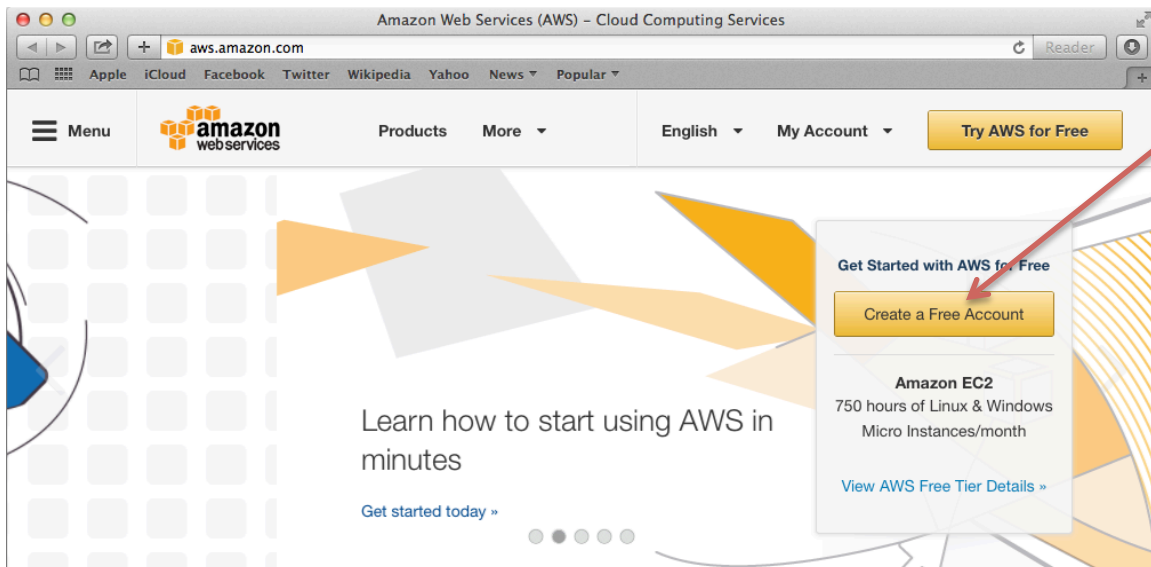 Amazon Web Services (AWS) – Cloud Computing Services
aws.amazon.com
Reader
Apple iCloud Facebook Twitter Wikipedia Yahoo News ▾ Popular ▾
Menu
amazon
webservices
Products More
English My Account Try AWS for Free
Get Started with AWS for Free
Create a Free Account
Amazon EC2
750 hours of Linux & Windows
Micro Instances/month
View AWS Free Tier Details »
Learn how to start using AWS in
minutes
Get started today »